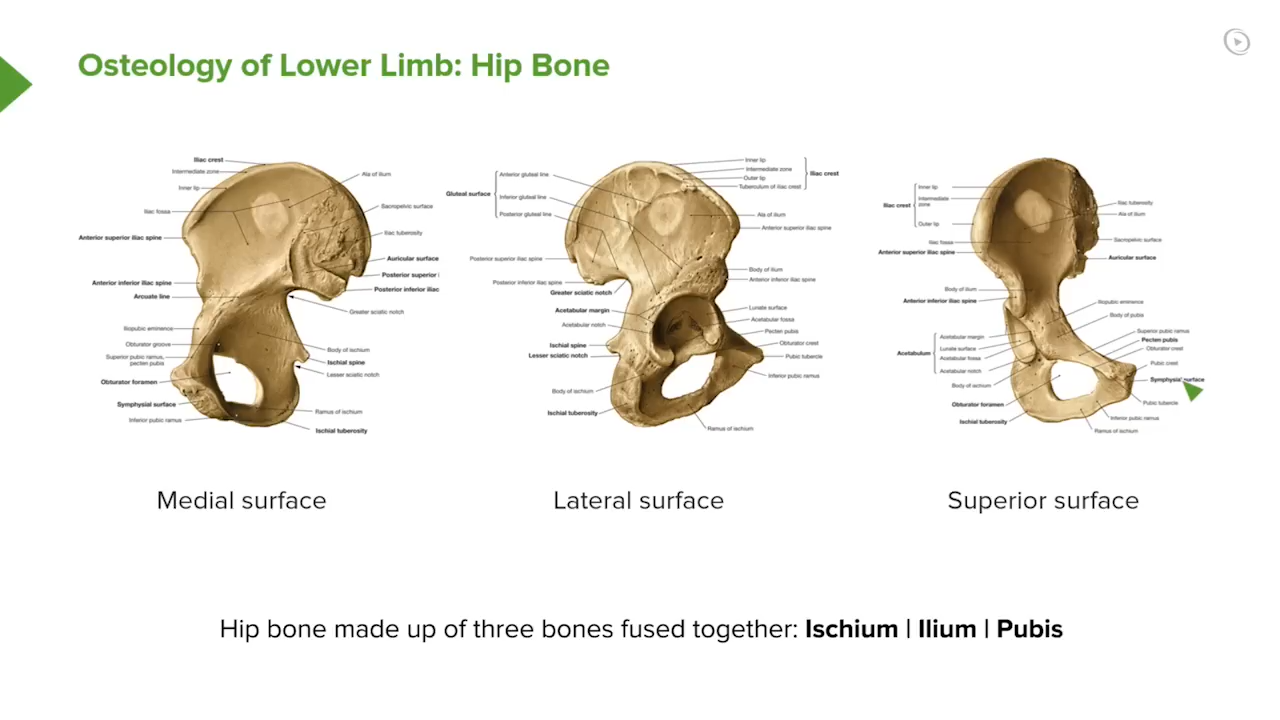 Osteology of Lower Limb: Hip Bone
Iliac crest
Intermediate zone
Inner lip
Iliac fossa
Anterior superior iliac spine
Anterior inferior iliac spine
Arcuate line
Iliopubic eminence
Obturator groove
Superior pubic ramus,
pecten pubis
Obturator foramen
Symphysial surface
Inferior pubic ramus
Ala of ilium
Sacropelvic surface
Iliac tuberosity
Auricular surface
Posterior superior i
Posterior inferior iliac
Greater sciatic notch
Body of ischium
Ischial spine
Lesser sciatic notch
Ramus of ischium
Ischial tuberosity
Medial surface
Gluteal surface
Anterior gluteal line
Inferior gluteal line
Posterior gluteal line
Posterior superior iliac spine
Posterior inferior iliac spine
Greater sciatic notch
Acetabular margin
Acetabular notch
Ischial spine
Lesser sciatic notch
Body of ischium
Ischial tuberosity
Inner lip
Intermediate zone
Outer lip
Tuberculum of iliac crest
Iliac crest
Ala of ilium
Anterior superior iliac spine
Body of ilium
Anterior inferior iliac spine
Lunate surface
Acetabular fossa
Pecten pubis
Obturator crest
Pubic tubercle
Inferior pubic ramus
Ramus of ischium
Lateral surface
Iliac crest
Inner lip
Intermediate
zone
Outer lip
Iliac fossa
Anterior superior iliac spine
Body of ilium
Anterior inferior iliac spine
Acetabulum
Acetabular margin
Lunate surface
Acetabular fossa
Acetabular notch
Body of ischium
Obturator foramen
Ischial tuberosity
Iliac tuberosity
Ala of ilium
Sacropelvic surface
Auricular surface
Iliopubic eminence
Body of pubis
Superior pubic ramus
Pecten pubis
Obturator crest
Pubic crest
Symphysial surface
Pubic tubercle
Inferior pubic ramus
Ramus of ischium
Superior surface
Hip bone made up of three bones fused together: Ischium | Ilium | Pubis